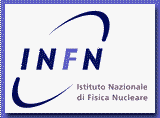 INFN
Istituto Nazionale
di Fisica Nucleare